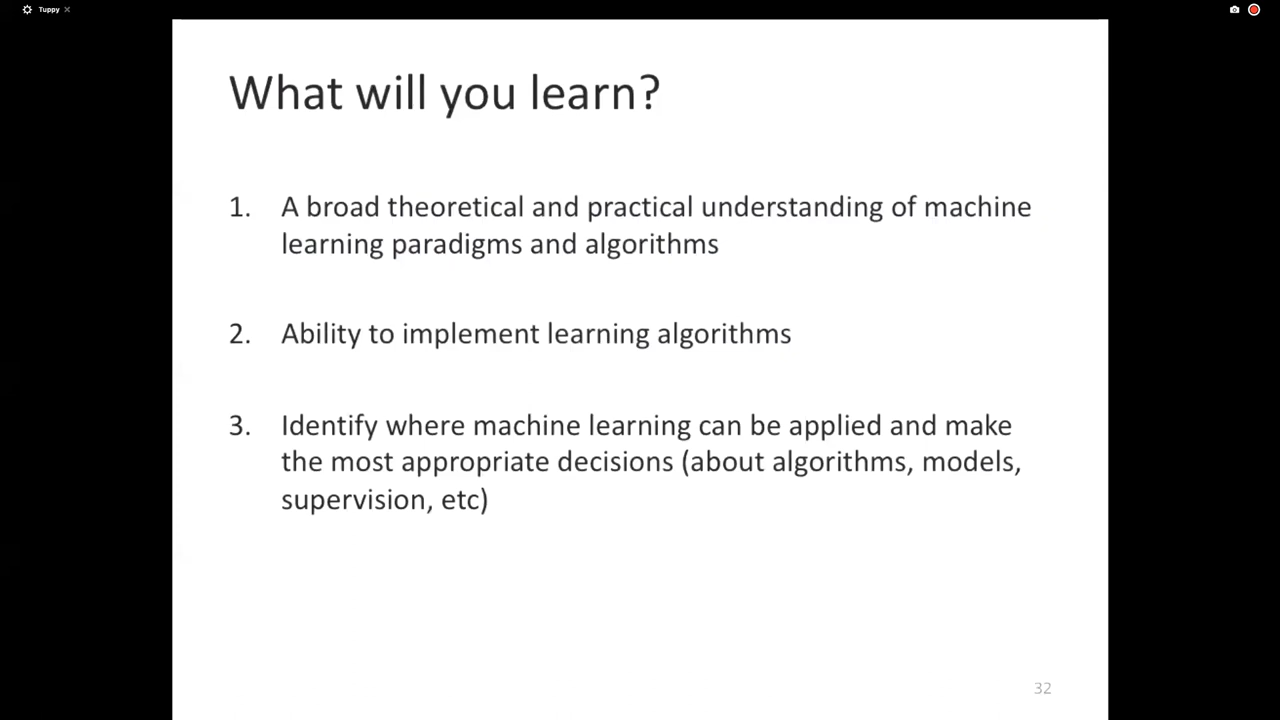 Tuppy
What will you learn?
1. A broad theoretical and practical understanding of machine
learning paradigms and algorithms
2. Ability to implement learning algorithms
3. Identify where machine learning can be applied and make
the most appropriate decisions (about algorithms, models,
supervision, etc)
32